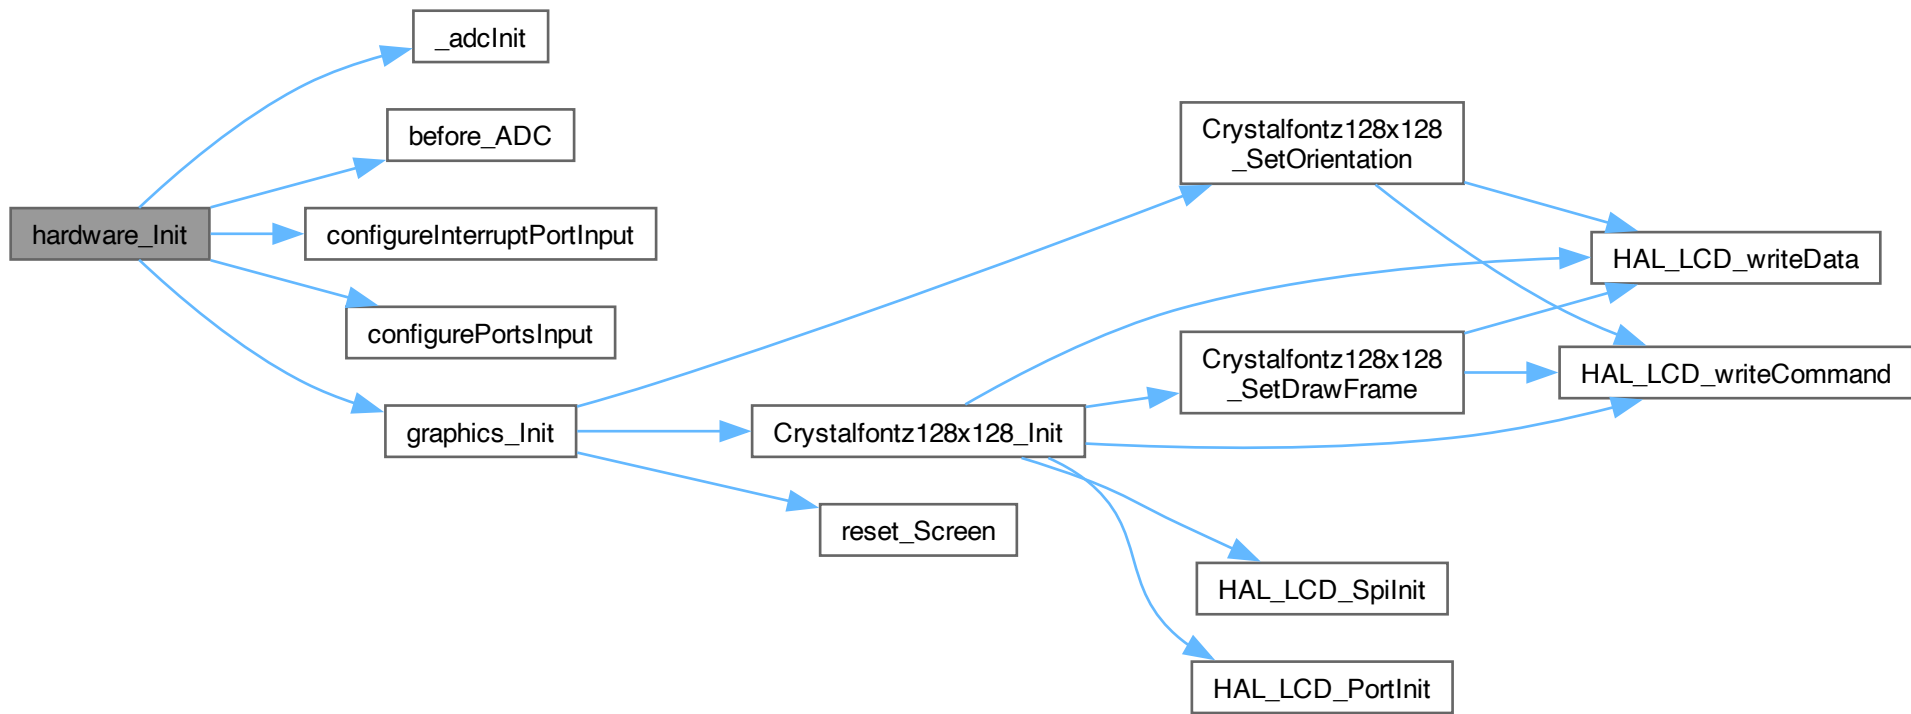 _adcInit
before_ADC
hardware_Init
configureInterruptPortInput
configurePortsInput
graphics_Init
Crystalfontz128x128_Init
reset_Screen
Crystalfontz128x128
_SetOrientation
Crystalfontz128x128
_SetDrawFrame
HAL_LCD_SpiInit
HAL_LCD_PortInit
HAL_LCD_writeData
HAL_LCD_writeCommand